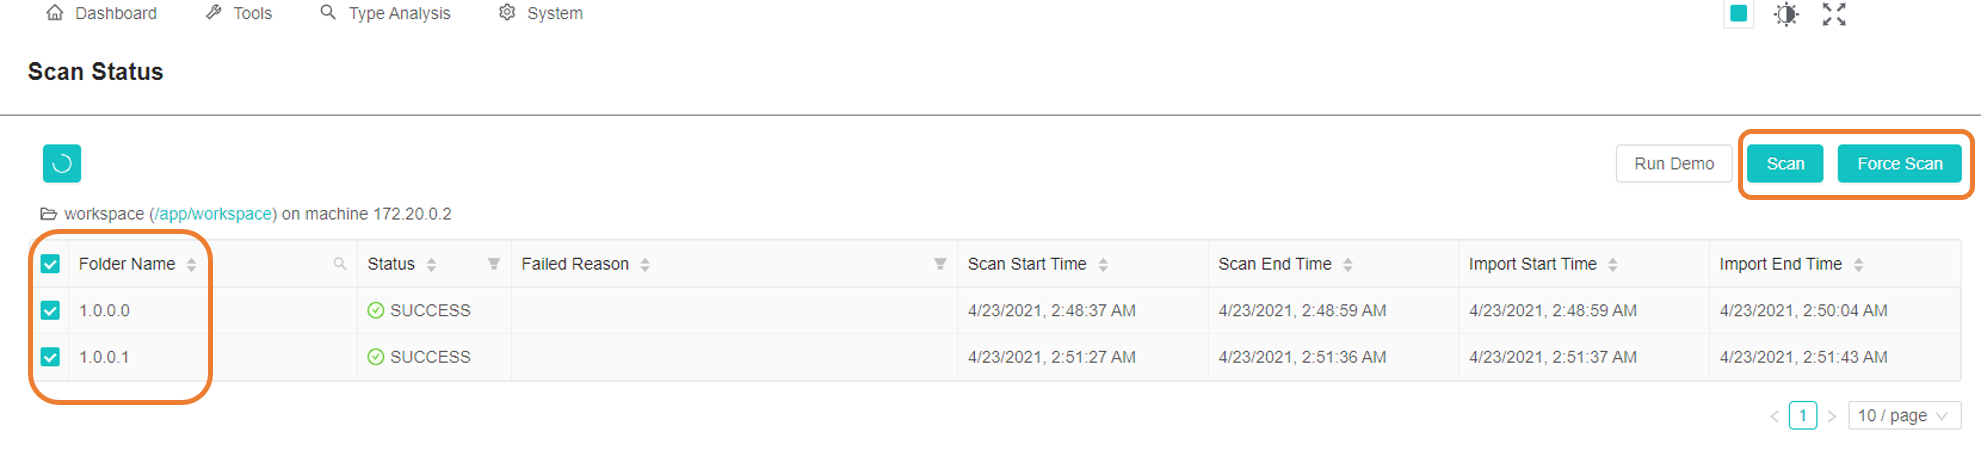 Dashboard Tools Type Analysis System
Scan Status
Run Demo Scan Force Scan
workspace (/app/workspace) on machine 172.20.0.2
Folder Name Status Failed Reason Scan Start Time Scan End Time Import Start Time Import End Time
1.0.0.0 SUCCESS 4/23/2021, 2:48:37 AM 4/23/2021, 2:48:59 AM 4/23/2021, 2:48:59 AM 4/23/2021, 2:50:04 AM
1.0.0.1 SUCCESS 4/23/2021, 2:51:27 AM 4/23/2021, 2:51:36 AM 4/23/2021, 2:51:37 AM 4/23/2021, 2:51:43 AM
< 1 > 10 / page